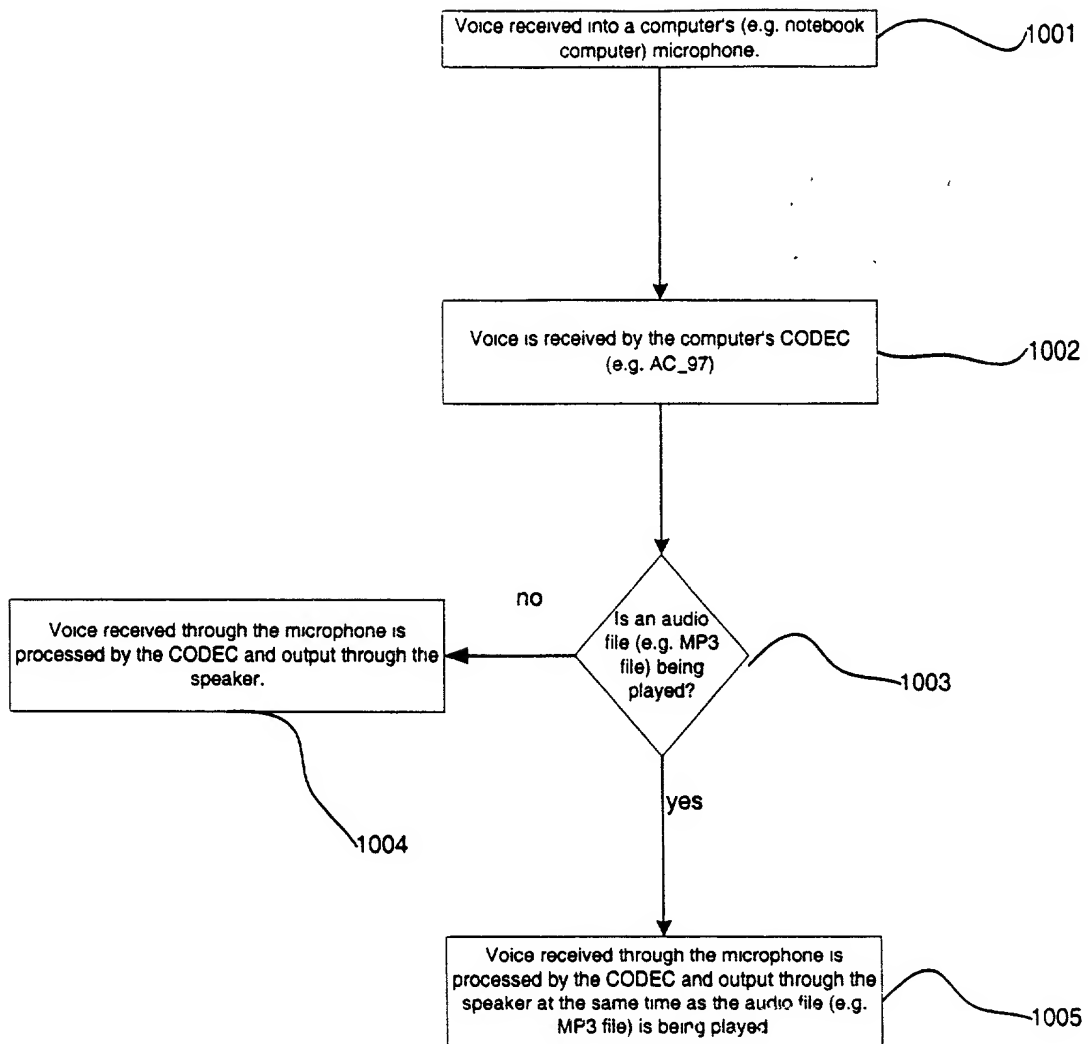 Voice received into a computer's (e.g. notebook
computer) microphone.
1001
Voice is received by the computer's CODEC
(e.g. AC_97)
1002
Is an audio
file (e.g. MP3
file) being
played?
1003
no
Voice received through the microphone is
processed by the CODEC and output through the
speaker.
1004
yes
Voice received through the microphone is
processed by the CODEC and output through the
speaker at the same time as the audio file (e.g.
MP3 file) is being played
1005